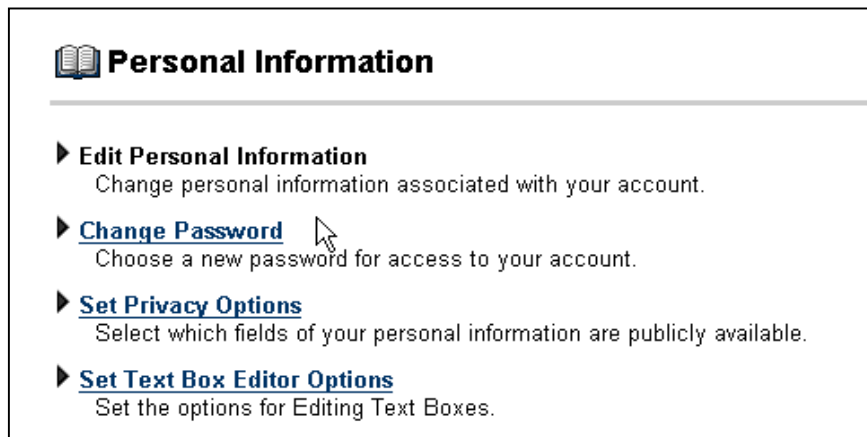 Personal Information
Edit Personal Information
Change personal information associated with your account.
Change Password
Choose a new password for access to your account.
Set Privacy Options
Select which fields of your personal information are publicly available.
Set Text Box Editor Options
Set the options for Editing Text Boxes.